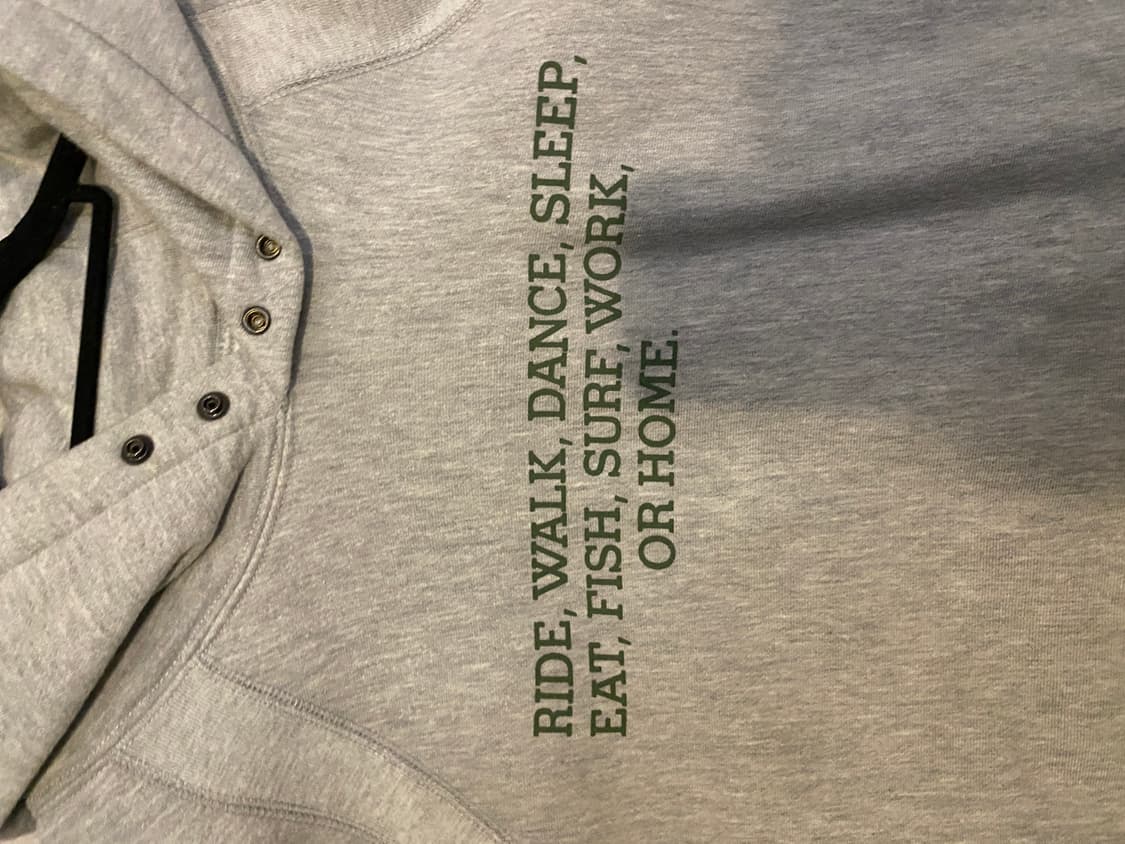 RIDE, WALK, DANCE, SLEEP,
EAT, FISH, SURF, WORK,
OR HOME.